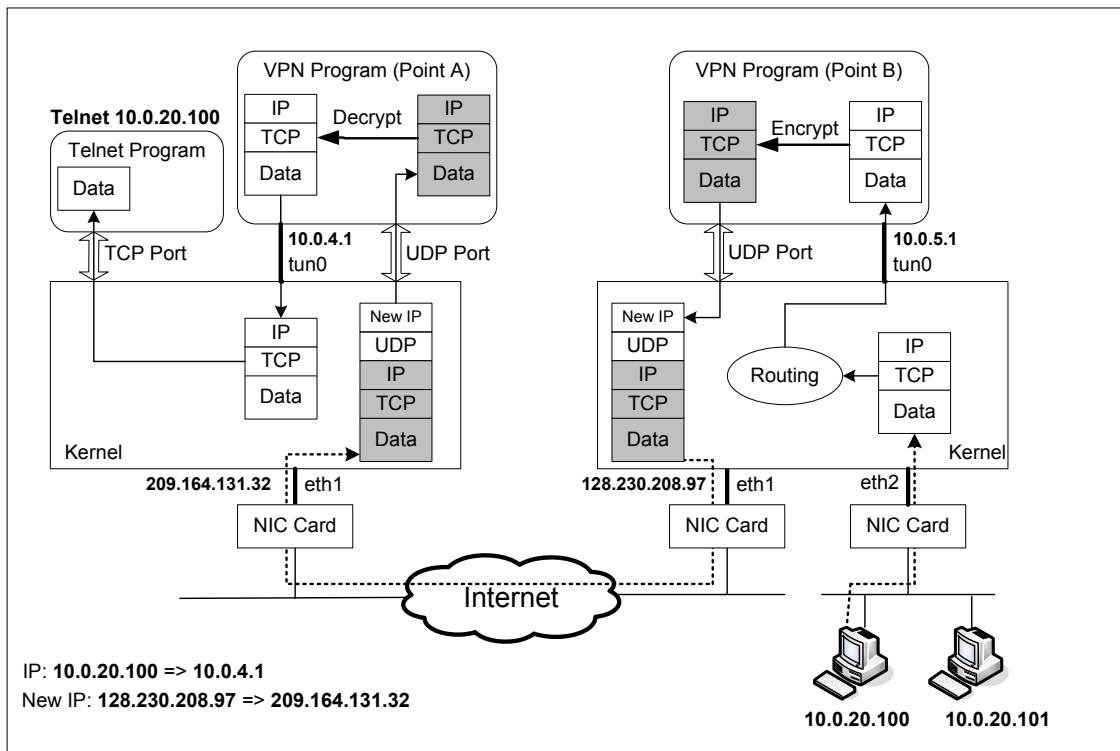 VPN Program (Point A)
IP
TCP
Data
Decrypt
IP
TCP
Data
Telnet 10.0.20.100
Telnet Program
Data
TCP Port
10.0.4.1
tun0
UDP Port
IP
TCP
Data
New IP
UDP
IP
TCP
Data
Kernel
209.164.131.32
eth1
NIC Card
VPN Program (Point B)
IP
TCP
Data
Encrypt
IP
TCP
Data
UDP Port
10.0.5.1
tun0
New IP
UDP
IP
TCP
Data
Routing
IP
TCP
Data
Kernel
128.230.208.97
eth1
eth2
NIC Card
NIC Card
Internet
10.0.20.100
10.0.20.101
IP: 10.0.20.100 => 10.0.4.1
New IP: 128.230.208.97 => 209.164.131.32